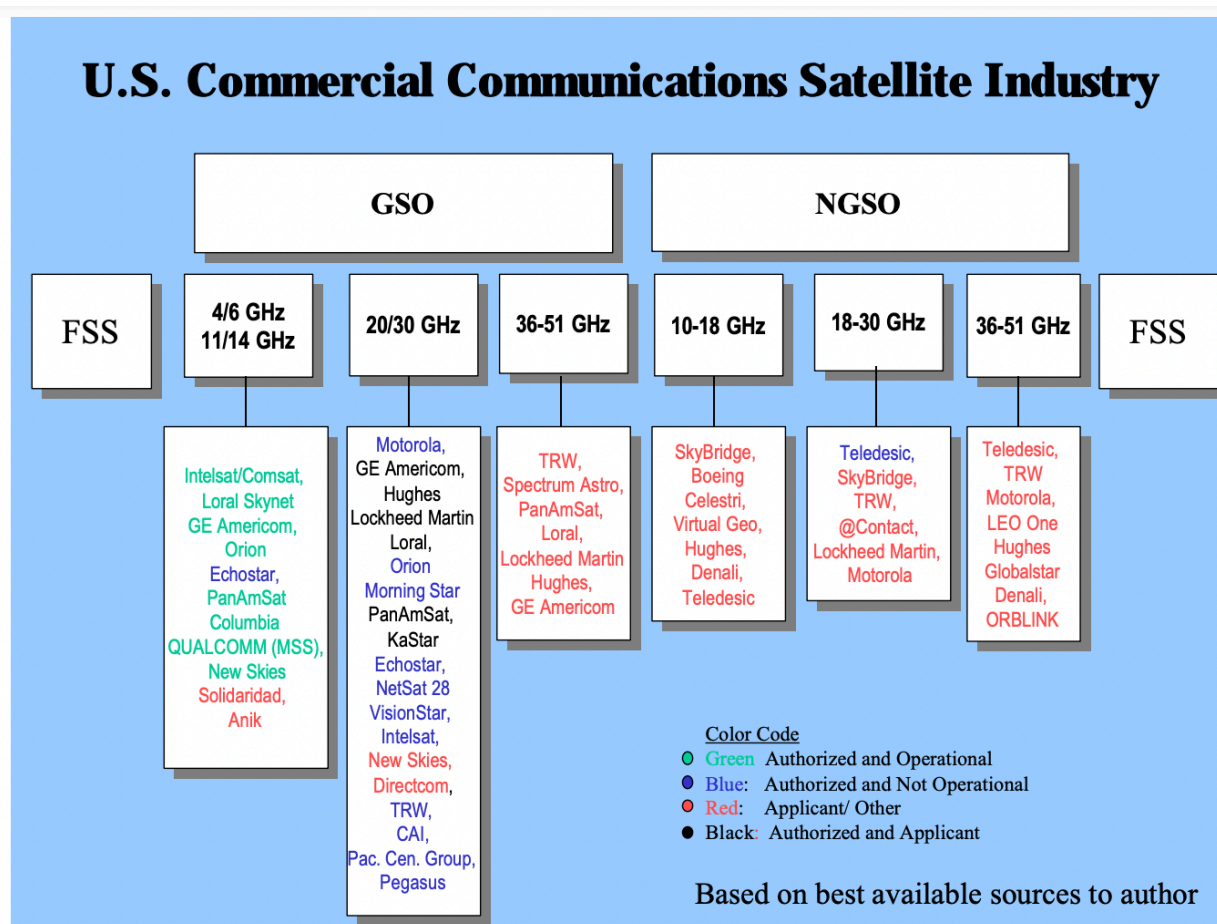 U.S. Commercial Communications Satellite Industry
GSO
NGSO
FSS
4/6 GHz
11/14 GHz
20/30 GHz
36-51 GHz
10-18 GHz
18-30 GHz
36-51 GHz
FSS
Intelsat/Comsat,
Loral Skynet
GE Americom,
Orion
Echostar,
PanAmSat
Columbia
QUALCOMM (MSS),
New Skies
Solidaridad,
Anik
Motorola,
GE Americom,
Hughes
Lockheed Martin
Loral,
Orion
Morning Star
PanAmSat,
KaStar
Echostar,
NetSat 28
VisionStar,
Intelsat,
New Skies,
Directcom,
TRW,
CAI,
Pac. Cen. Group,
Pegasus
TRW,
Spectrum Astro,
PanAmSat,
Loral,
Lockheed Martin
Hughes,
GE Americom
SkyBridge,
Boeing
Celestri,
Virtual Geo,
Hughes,
Denali,
Teledesic
Teledesic,
SkyBridge,
TRW,
@Contact,
Lockheed Martin,
Motorola
Teledesic,
TRW
Motorola,
LEO One
Hughes
Globalstar
Denali,
ORBLINK
Color Code
Green Authorized and Operational
Blue: Authorized and Not Operational
Red: Applicant/ Other
Black: Authorized and Applicant
Based on best available sources to author